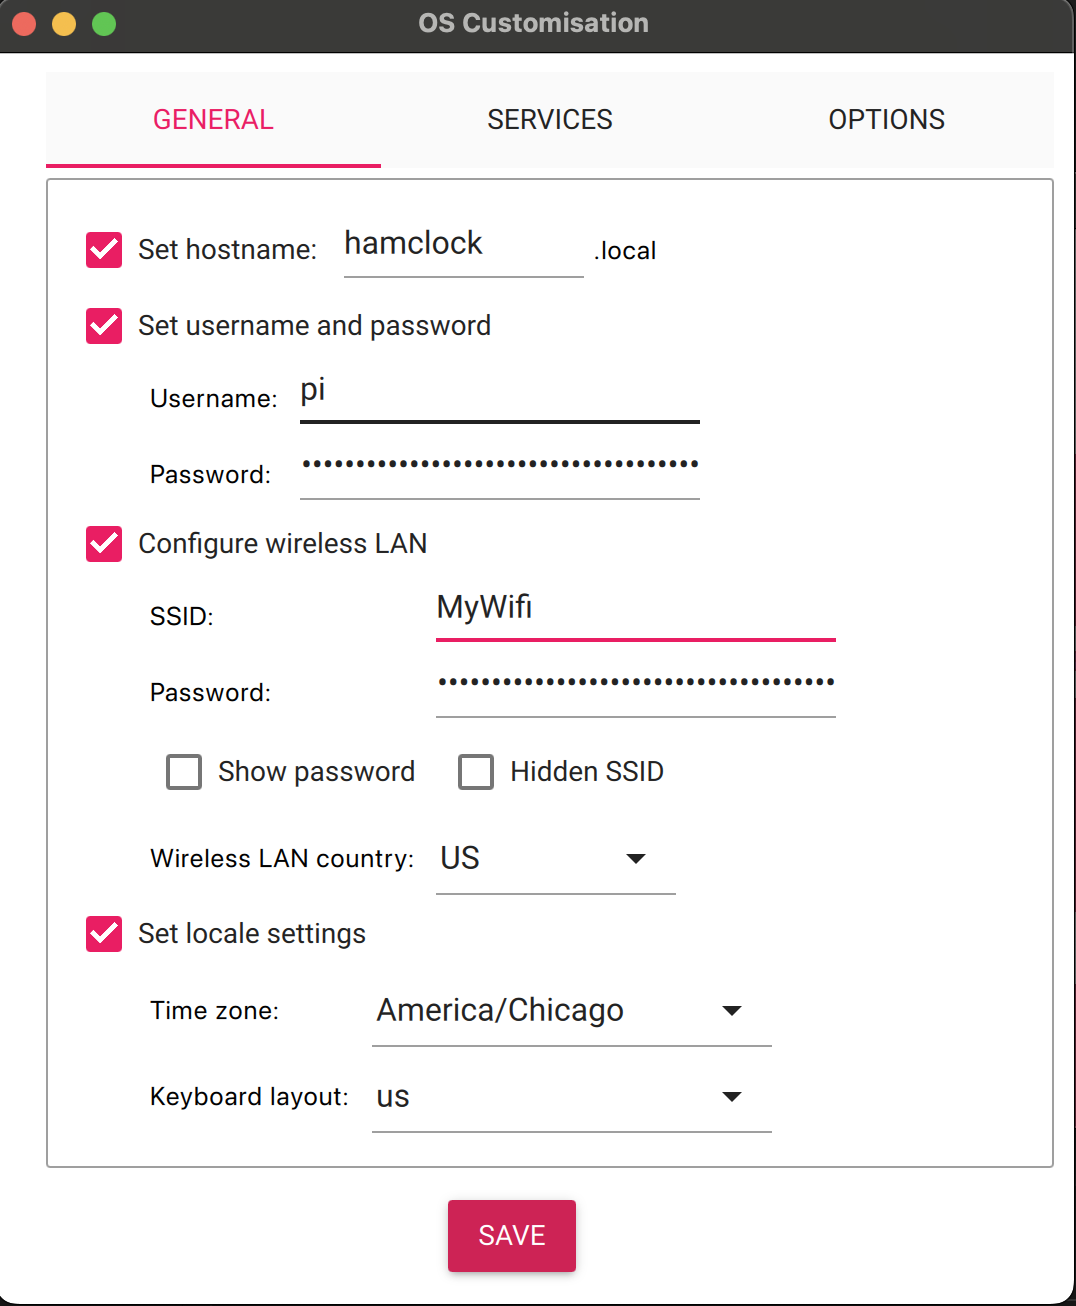 OS Customisation
GENERAL SERVICES OPTIONS
Set hostname: hamclock .local
Set username and password
Username: pi
Password: •••••••••••••••••••••••••••••••••••••
Configure wireless LAN
SSID: MyWifi
Password: •••••••••••••••••••••••••••••••••••••
Show password Hidden SSID
Wireless LAN country: US
Set locale settings
Time zone: America/Chicago
Keyboard layout: us
SAVE